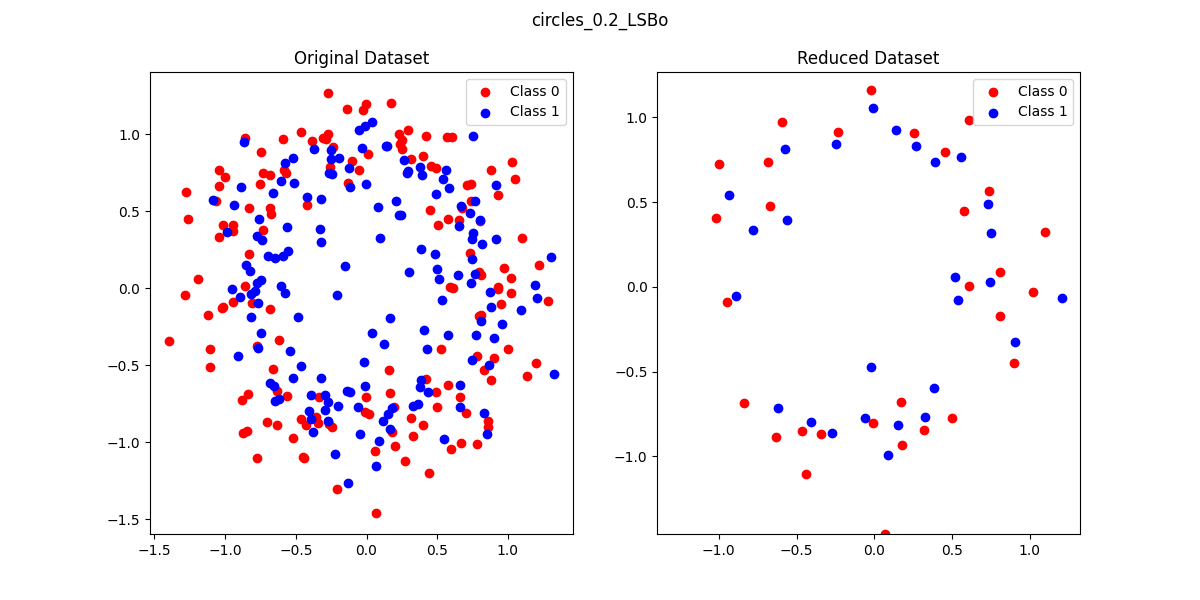 circles_0.2_LSBo
Original Dataset
Reduced Dataset
Class 0
Class 1
Class 0
Class 1
1.0
0.5
0.0
−0.5
−1.0
−1.5
−1.5 −1.0 −0.5 0.0 0.5 1.0
1.0
0.5
0.0
−0.5
−1.0
−1.0 −0.5 0.0 0.5 1.0